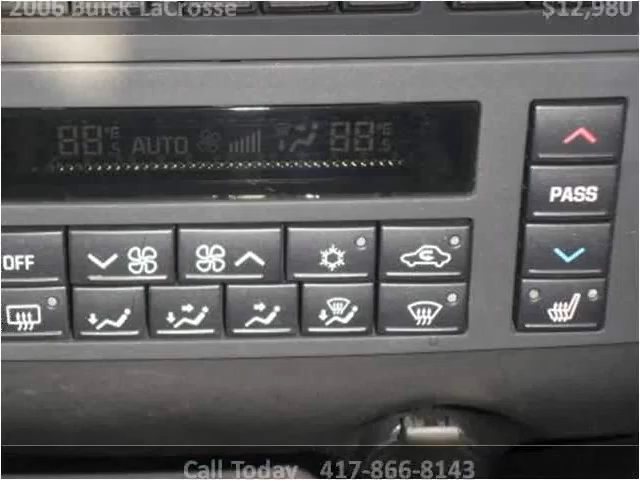 2006 Buick LaCrosse $12,980
AUTO
PASS
OFF
Call Today 417-866-8143